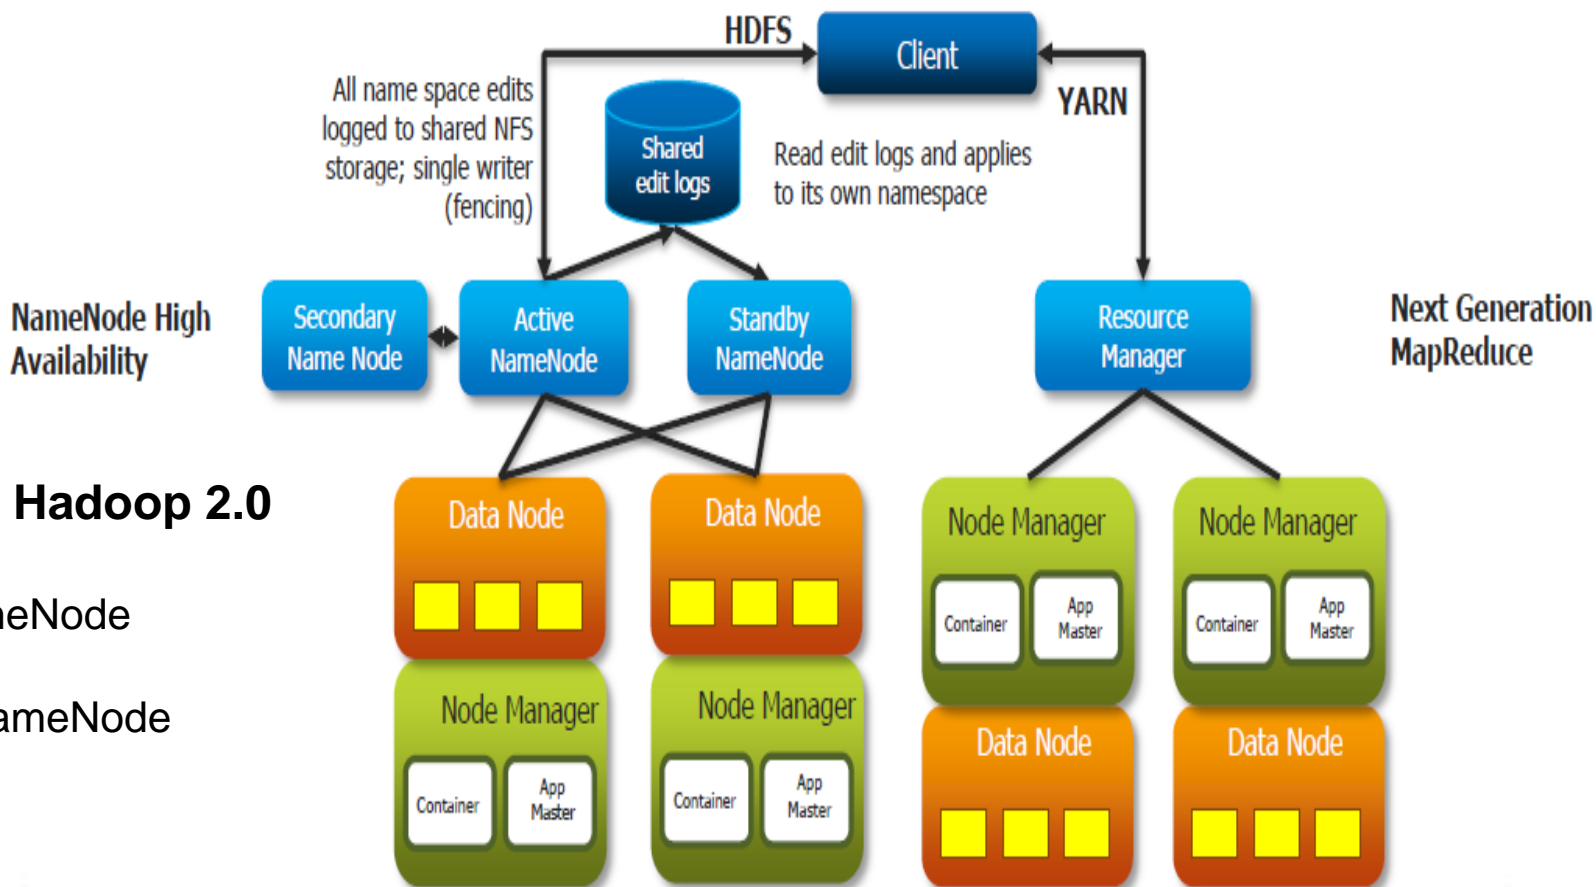 HDFS
Client
YARN
All name space edits
logged to shared NFS
storage; single writer
(fencing)
Shared
edit logs
Read edit logs and applies
to its own namespace
NameNode High
Availability
Secondary
Name Node
Active
NameNode
Standby
NameNode
Resource
Manager
Next Generation
MapReduce
Hadoop 2.0
eNode
ameNode
Data Node
Data Node
Node Manager
Container
App
Master
Node Manager
Container
App
Master
Node Manager
Container
App
Master
Node Manager
Container
App
Master
Data Node
Data Node